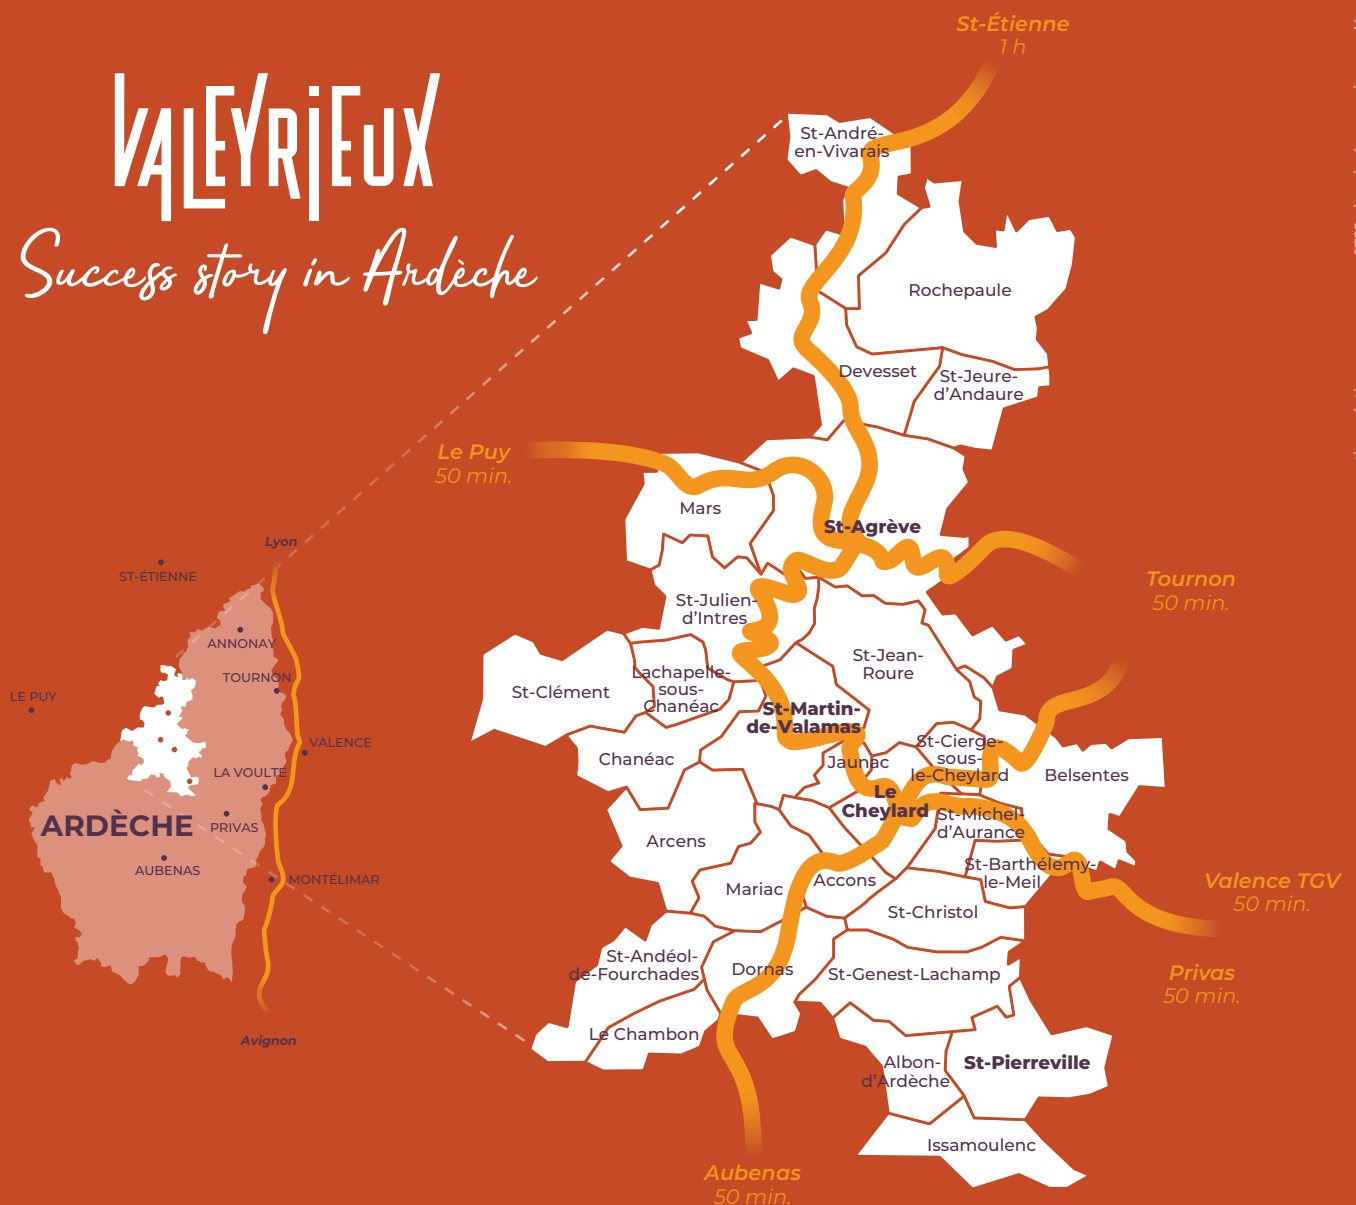 VALEYRIEUX
Success story in Ardèche
St-Étienne
1 h
St-André-
en-Vivarais
Rochepaule
Devesset
St-Jeure-
d'Andaure
Le Puy
50 min.
Mars
St-Agrève
Tournon
50 min.
St-Julien-
d'Intres
St-Jean-
Roure
Lachapelle-
sous-
Chanéac
St-Clément
St-Martin-
de-Valamas
Chanéac
Jaunac
St-Cierge-
sous-
le-Cheylard
Belsentes
Le
Cheylard
St-Michel-
d'Aurance
Arcens
St-Barthélemy-
le-Meil
Mariac
Accons
St-Christol
Valence TGV
50 min.
St-Andéol-
de-Fourchades
Dornas
St-Genest-Lachamp
Privas
50 min.
Le Chambon
Albon-
d'Ardèche
St-Pierreville
Issamoulenc
Aubenas
50 min.
Lyon
ST-ÉTIENNE
ANNONAY
TOURNON
LE PUY
VALENCE
LA VOULTE
ARDÈCHE
PRIVAS
AUBENAS
MONTÉLIMAR
Avignon